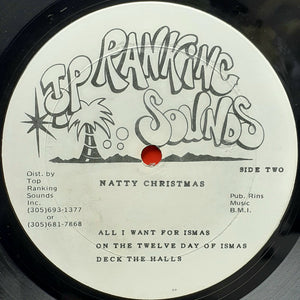 TOP RANKING
SOUNDS
SIDE TWO
Dist. by
Top
Ranking
Sounds
Inc.
(305)693-1377
or
(305)681-7868
NATTY CHRISTMAS
Pub. Rins
Music
B.M.I.
ALL I WANT FOR ISMAS
ON THE TWELVE DAY OF ISMAS
DECK THE HALLS